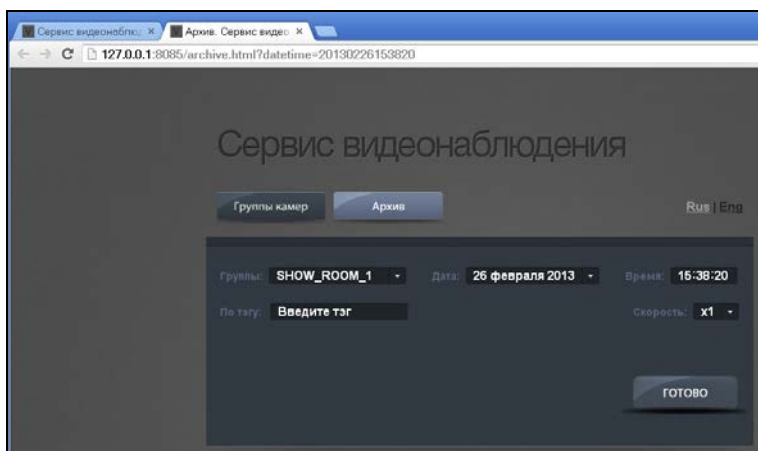 Сервис видеонаблюд
Архив. Сервис видео
127.0.0.1:8085/archive.html?datetime=20130226153820
Сервис видеонаблюдения
Группы камер Архив Rus | Eng
Группы: SHOW_ROOM_1 Дата: 26 февраля 2013 Время: 15:38:20
По тэгу: Введите тэг Скорость: x1
ГОТОВО